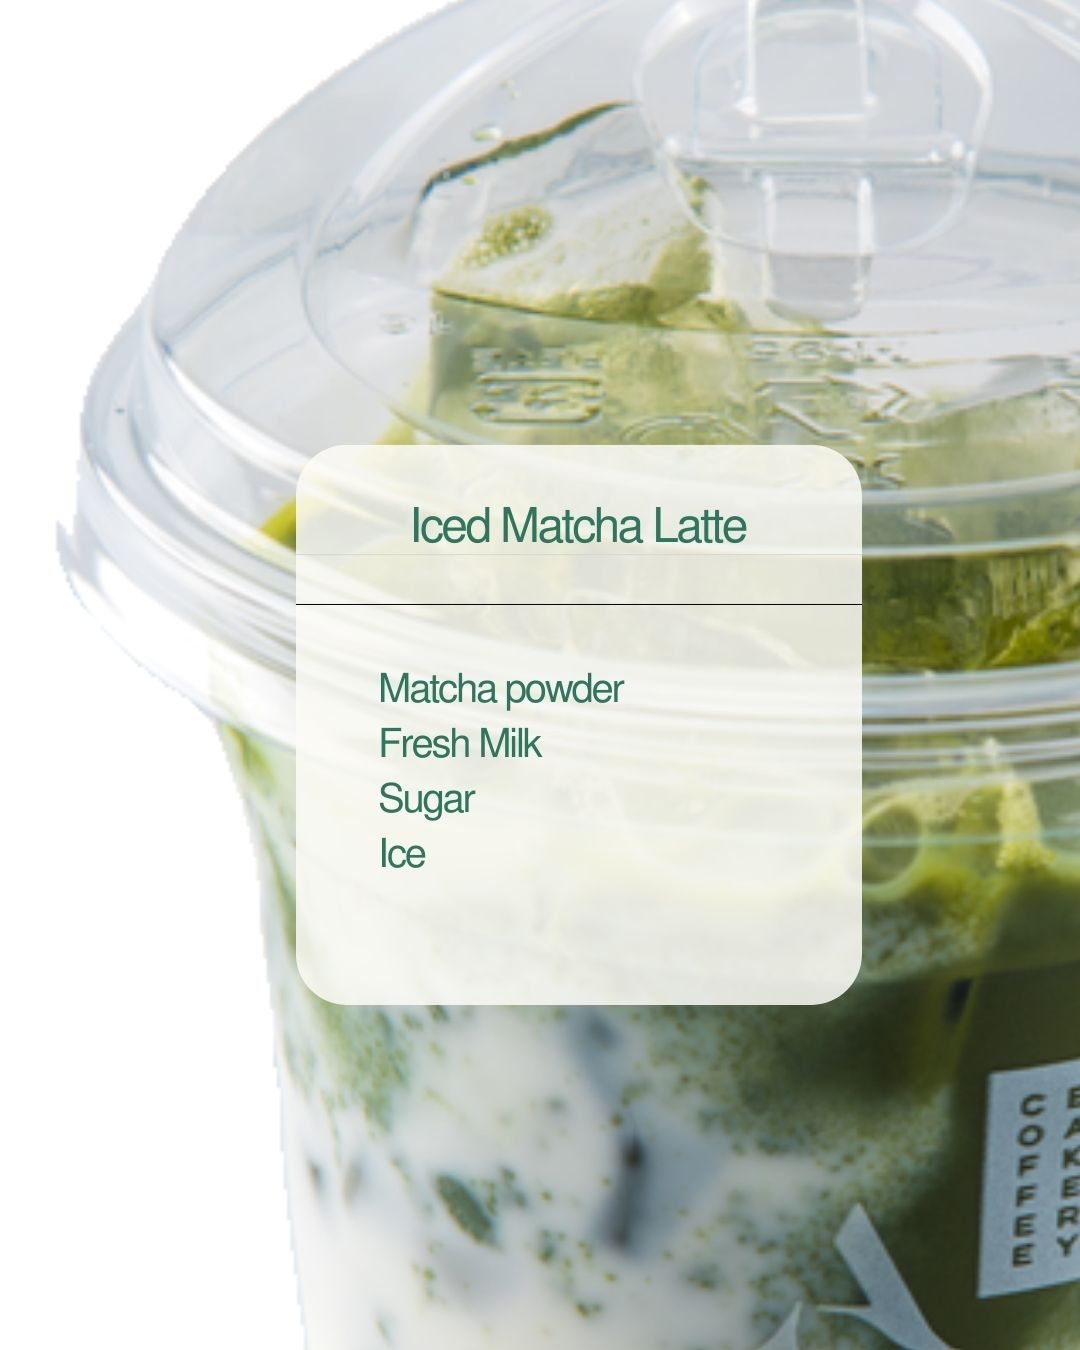 Iced Matcha Latte
Matcha powder
Fresh Milk
Sugar
Ice
COFFEE
BAKERY